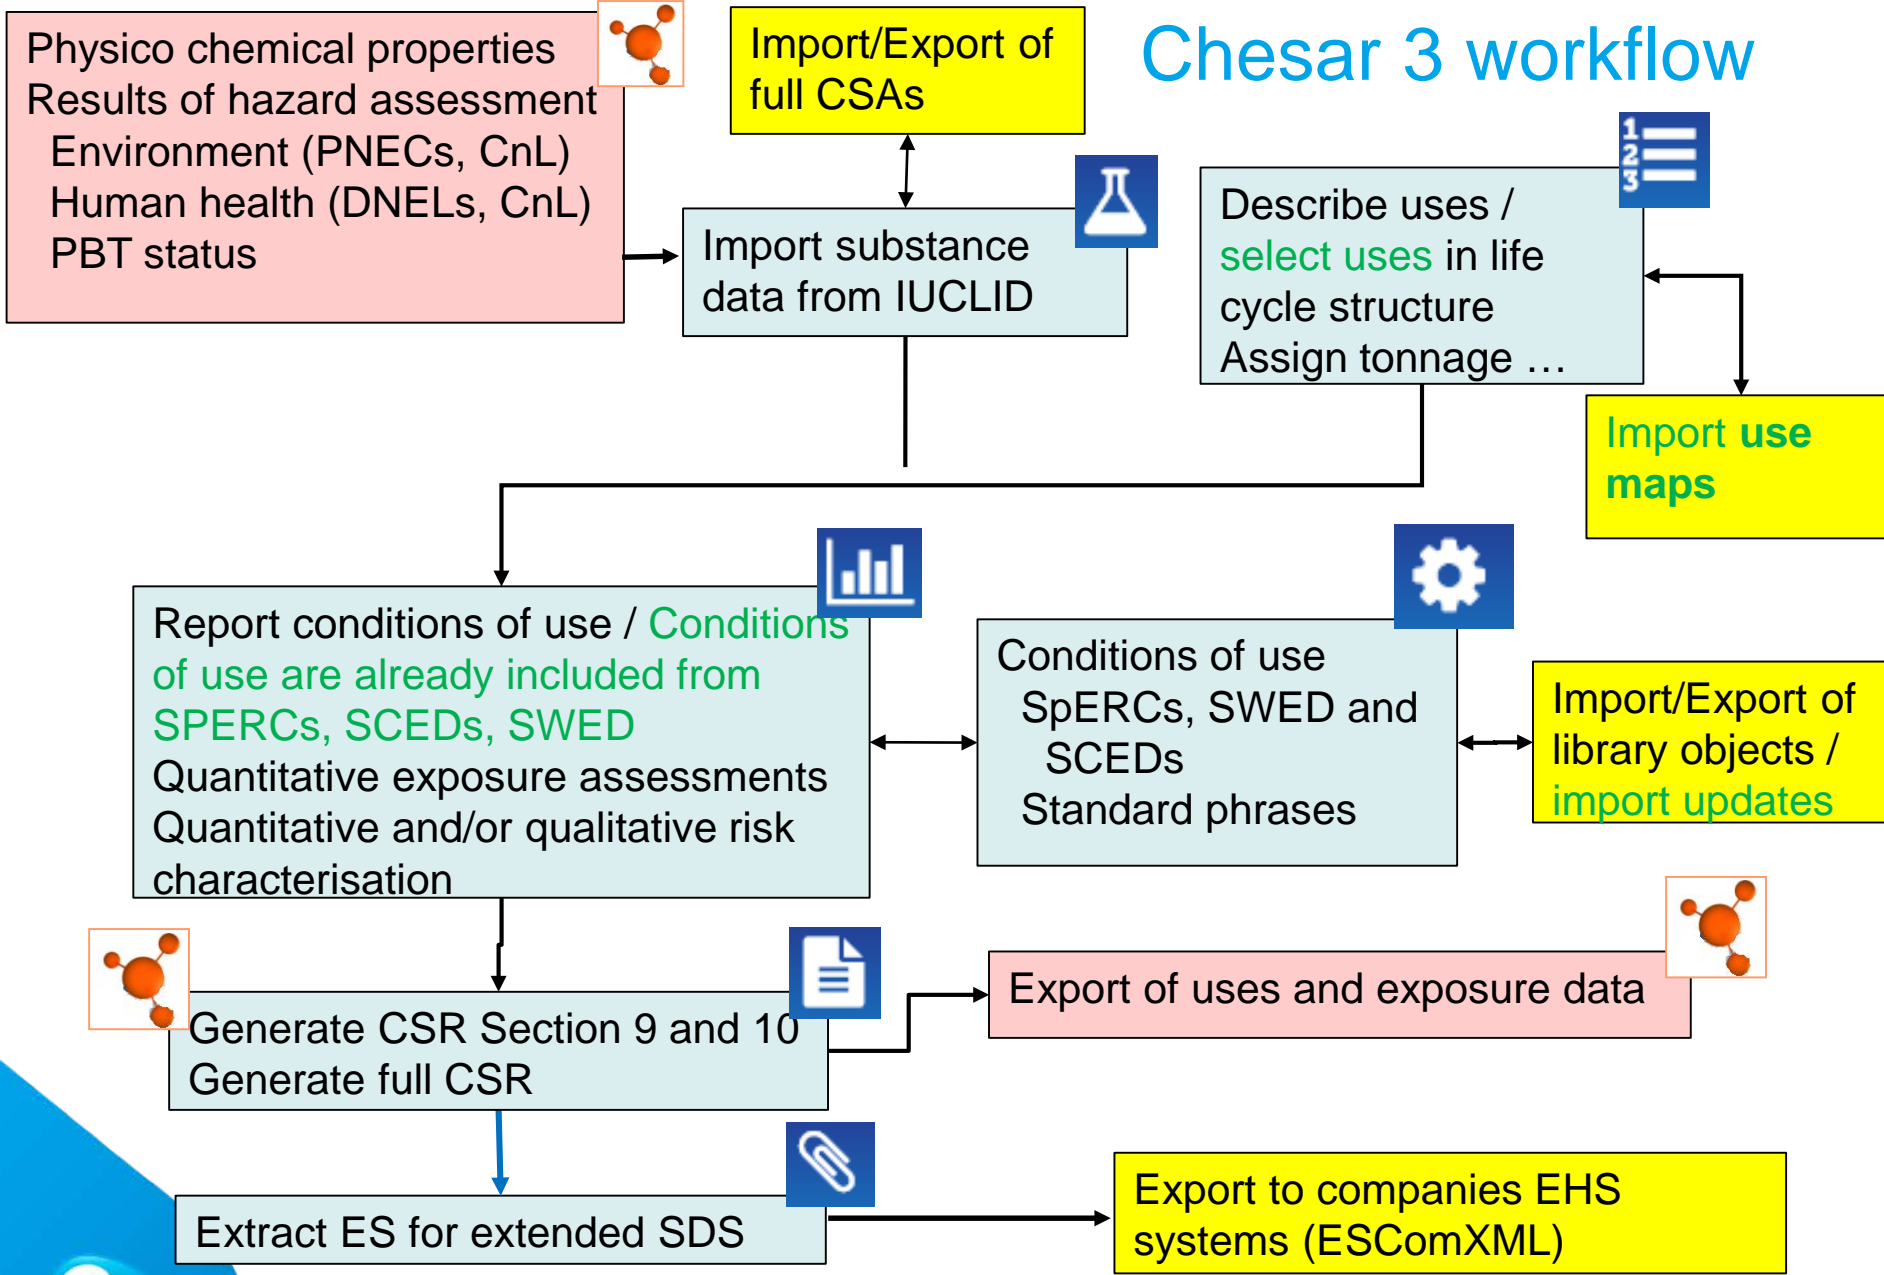 Chesar 3 workflow
Physico chemical properties
Results of hazard assessment
Environment (PNECs, CnL)
Human health (DNELs, CnL)
PBT status
Import/Export of
full CSAs
Import substance
data from IUCLID
1
2
3
Describe uses /
select uses in life
cycle structure
Assign tonnage …
Import use
maps
Report conditions of use / Conditions
of use are already included from
SPERCs, SCEDs, SWED
Quantitative exposure assessments
Quantitative and/or qualitative risk
characterisation
Conditions of use
SpERCs, SWED and
SCEDs
Standard phrases
Import/Export of
library objects /
import updates
Generate CSR Section 9 and 10
Generate full CSR
Export of uses and exposure data
Extract ES for extended SDS
Export to companies EHS
systems (ESComXML)